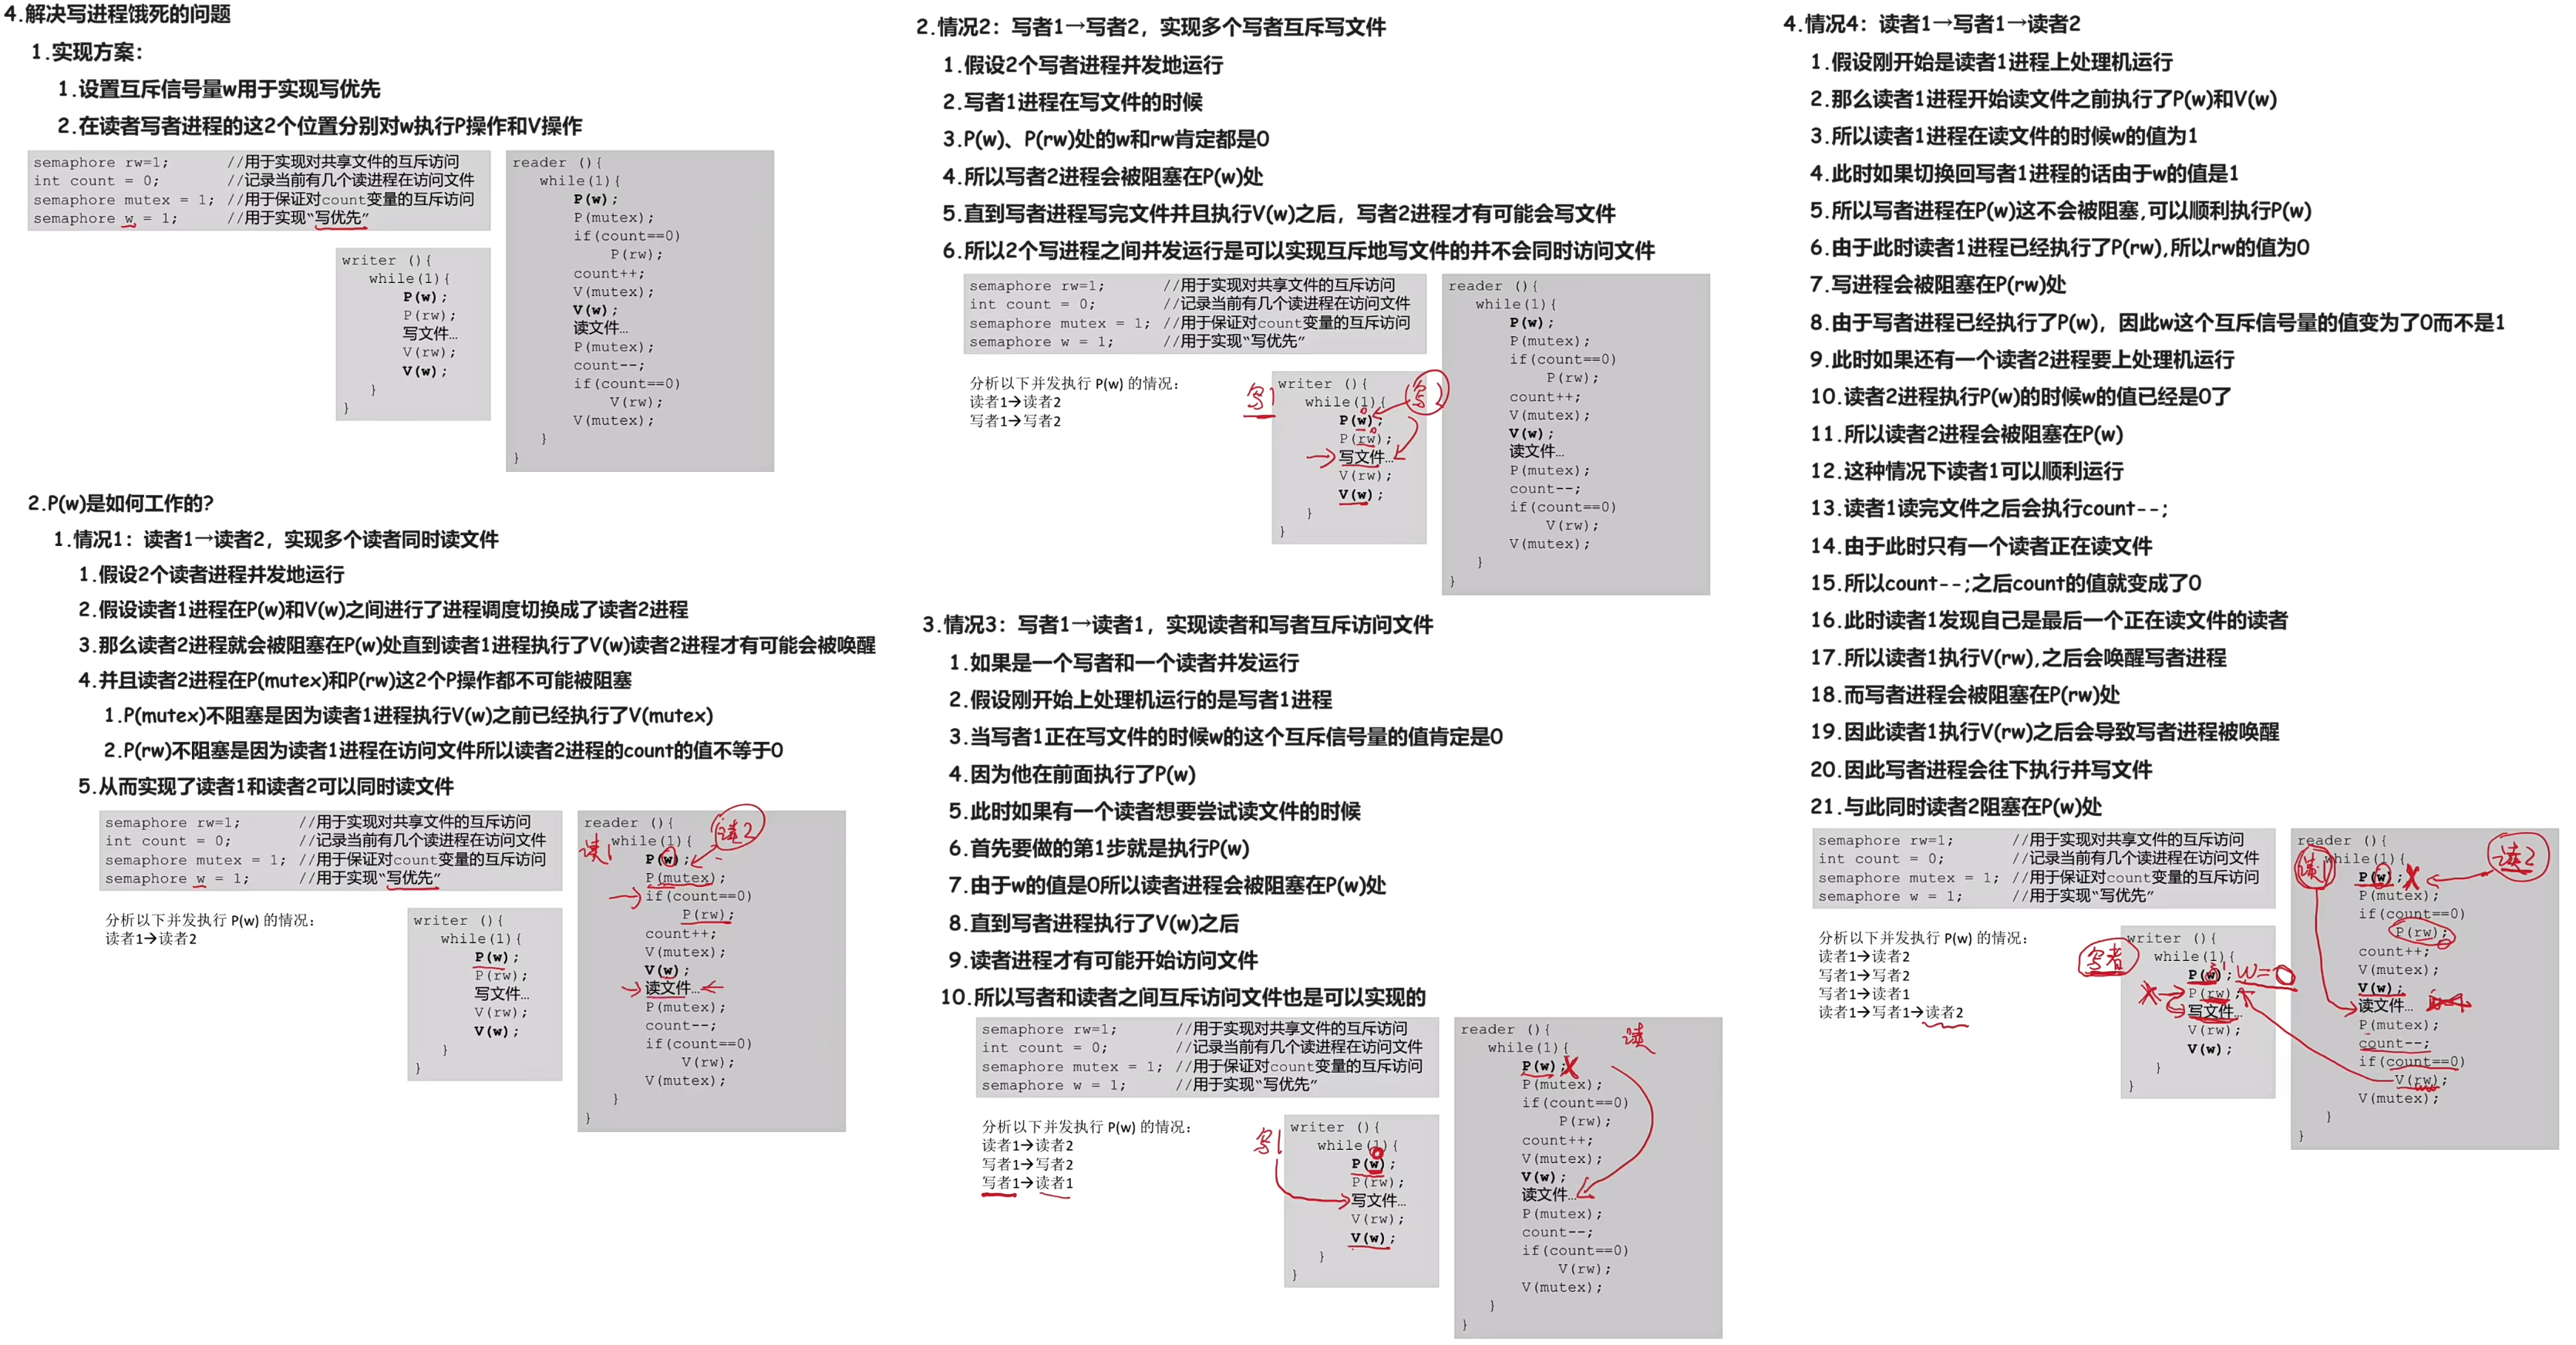 4.解决写进程饿死的问题
1.实现方案：
1.设置互斥信号量w用于实现写优先
2.在读者写者进程的这2个位置分别对w执行P操作和V操作
semaphore rw=1; //用于实现对共享文件的互斥访问
int count = 0; //记录当前有几个读进程在访问文件
semaphore mutex = 1; //用于保证对count变量的互斥访问
semaphore w = 1; //用于实现“写优先”
writer (){
while(1){
P(w);
P(rw);
写文件…
V(rw);
V(w);
}
}
reader (){
while(1){
P(w);
P(mutex);
if(count==0)
P(rw);
count++;
V(mutex);
V(w);
读文件…
P(mutex);
count--;
if(count==0)
V(rw);
V(mutex);
}
}
2.P(w)是如何工作的?
1.情况1：读者1→读者2，实现多个读者同时读文件
1.假设2个读者进程并发地运行
2.假设读者1进程在P(w)和V(w)之间进行了进程调度切换成了读者2进程
3.那么读者2进程就会被阻塞在P(w)处直到读者1进程执行了V(w)读者2进程才有可能会被唤醒
4.并且读者2进程在P(mutex)和P(rw)这2个P操作都不可能被阻塞
1.P(mutex)不阻塞是因为读者1进程执行V(w)之前已经执行了V(mutex)
2.P(rw)不阻塞是因为读者1进程在访问文件所以读者2进程的count的值不等于0
5.从而实现了读者1和读者2可以同时读文件
semaphore rw=1; //用于实现对共享文件的互斥访问
int count = 0; //记录当前有几个读进程在访问文件
semaphore mutex = 1; //用于保证对count变量的互斥访问
semaphore w = 1; //用于实现“写优先”
分析以下并发执行 P(w) 的情况：
读者1→读者2
writer (){
while(1){
P(w);
P(rw);
写文件…
V(rw);
V(w);
}
}
reader (){
读2
while(1){
读1
P(w);
P(mutex);
if(count==0)
P(rw);
count++;
V(mutex);
V(w);
读文件…
P(mutex);
count--;
if(count==0)
V(rw);
V(mutex);
}
}
2.情况2：写者1→写者2，实现多个写者互斥写文件
1.假设2个写者进程并发地运行
2.写者1进程在写文件的时候
3.P(w)、P(rw)处的w和rw肯定都是0
4.所以写者2进程会被阻塞在P(w)处
5.直到写者进程写完文件并且执行V(w)之后，写者2进程才有可能会写文件
6.所以2个写进程之间并发运行是可以实现互斥地写文件的并不会同时访问文件
semaphore rw=1; //用于实现对共享文件的互斥访问
int count = 0; //记录当前有几个读进程在访问文件
semaphore mutex = 1; //用于保证对count变量的互斥访问
semaphore w = 1; //用于实现“写优先”
分析以下并发执行 P(w) 的情况：
读者1→读者2
写者1→写者2
写1
writer (){
while(1){
写2
0
P(w);
0
P(rw);
写文件…
V(rw);
V(w);
}
}
reader (){
while(1){
P(w);
P(mutex);
if(count==0)
P(rw);
count++;
V(mutex);
V(w);
读文件…
P(mutex);
count--;
if(count==0)
V(rw);
V(mutex);
}
}
3.情况3：写者1→读者1，实现读者和写者互斥访问文件
1.如果是一个写者和一个读者并发运行
2.假设刚开始上处理机运行的是写者1进程
3.当写者1正在写文件的时候w的这个互斥信号量的值肯定是0
4.因为他在前面执行了P(w)
5.此时如果有一个读者想要尝试读文件的时候
6.首先要做的第1步就是执行P(w)
7.由于w的值是0所以读者进程会被阻塞在P(w)处
8.直到写者进程执行了V(w)之后
9.读者进程才有可能开始访问文件
10.所以写者和读者之间互斥访问文件也是可以实现的
semaphore rw=1; //用于实现对共享文件的互斥访问
int count = 0; //记录当前有几个读进程在访问文件
semaphore mutex = 1; //用于保证对count变量的互斥访问
semaphore w = 1; //用于实现“写优先”
分析以下并发执行 P(w) 的情况：
读者1→读者2
写者1→写者2
写者1→读者1
写1
writer (){
while(1){
0
P(w);
P(rw);
写文件…
V(rw);
V(w);
}
}
reader (){
读
while(1){
P(w);
P(mutex);
if(count==0)
P(rw);
count++;
V(mutex);
V(w);
读文件…
P(mutex);
count--;
if(count==0)
V(rw);
V(mutex);
}
}
4.情况4：读者1→写者1→读者2
1.假设刚开始是读者1进程上处理机运行
2.那么读者1进程开始读文件之前执行了P(w)和V(w)
3.所以读者1进程在读文件的时候w的值为1
4.此时如果切换回写者1进程的话由于w的值是1
5.所以写者进程在P(w)这不会被阻塞,可以顺利执行P(w)
6.由于此时读者1进程已经执行了P(rw),所以rw的值为0
7.写进程会被阻塞在P(rw)处
8.由于写者进程已经执行了P(w)，因此w这个互斥信号量的值变为了0而不是1
9.此时如果还有一个读者2进程要上处理机运行
10.读者2进程执行P(w)的时候w的值已经是0了
11.所以读者2进程会被阻塞在P(w)
12.这种情况下读者1可以顺利运行
13.读者1读完文件之后会执行count--;
14.由于此时只有一个读者正在读文件
15.所以count--;之后count的值就变成了0
16.此时读者1发现自己是最后一个正在读文件的读者
17.所以读者1执行V(rw),之后会唤醒写者进程
18.而写者进程会被阻塞在P(rw)处
19.因此读者1执行V(rw)之后会导致写者进程被唤醒
20.因此写者进程会往下执行并写文件
21.与此同时读者2阻塞在P(w)处
semaphore rw=1; //用于实现对共享文件的互斥访问
int count = 0; //记录当前有几个读进程在访问文件
semaphore mutex = 1; //用于保证对count变量的互斥访问
semaphore w = 1; //用于实现“写优先”
分析以下并发执行 P(w) 的情况：
读者1→读者2
写者1→写者2
写者1→读者1
读者1→写者1→读者2
写者
writer (){
while(1){
P(w); w=0
P(rw);
写文件…
V(rw);
V(w);
}
}
reader (){
读1
while(1){
读2
P(w);
P(mutex);
if(count==0)
P(rw);
count++;
V(mutex);
V(w);
读文件…
P(mutex);
count--;
if(count==0)
V(rw);
V(mutex);
}
}